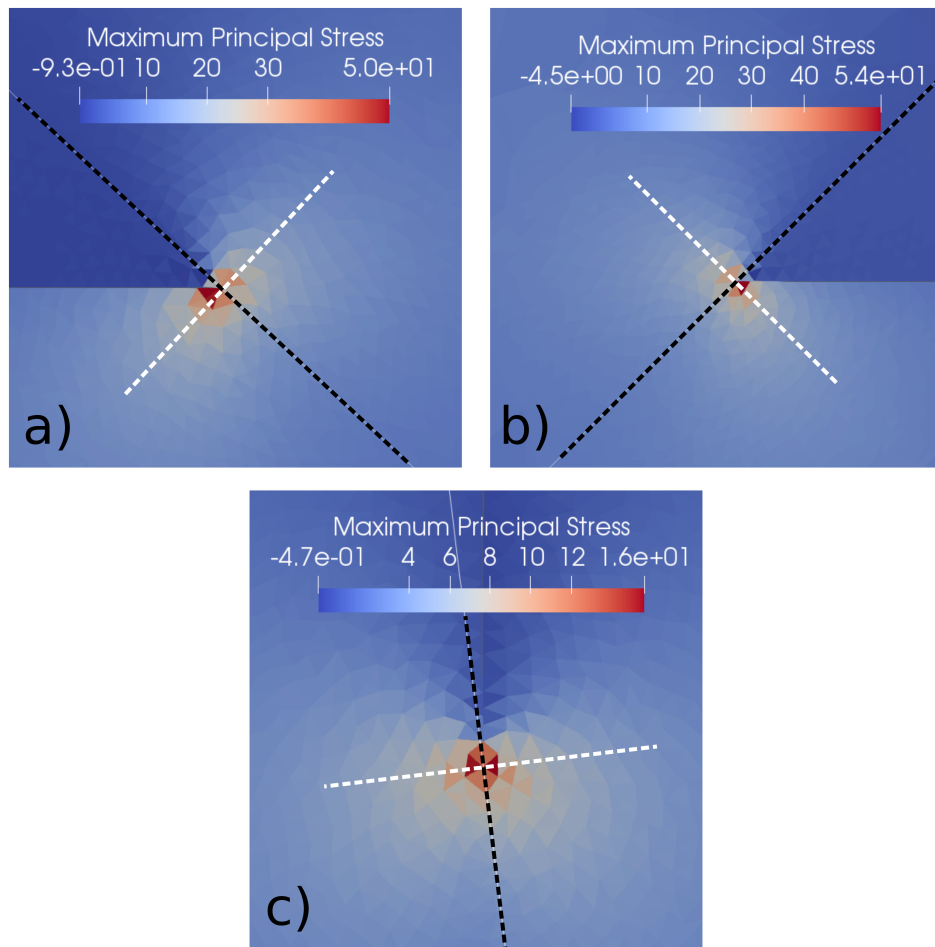 Maximum Principal Stress
-9.3e-01 10 20 30 5.0e+01
a)
Maximum Principal Stress
-4.5e+00 10 20 30 40 5.4e+01
b)
Maximum Principal Stress
-4.7e-01 4 6 8 10 12 1.6e+01
c)